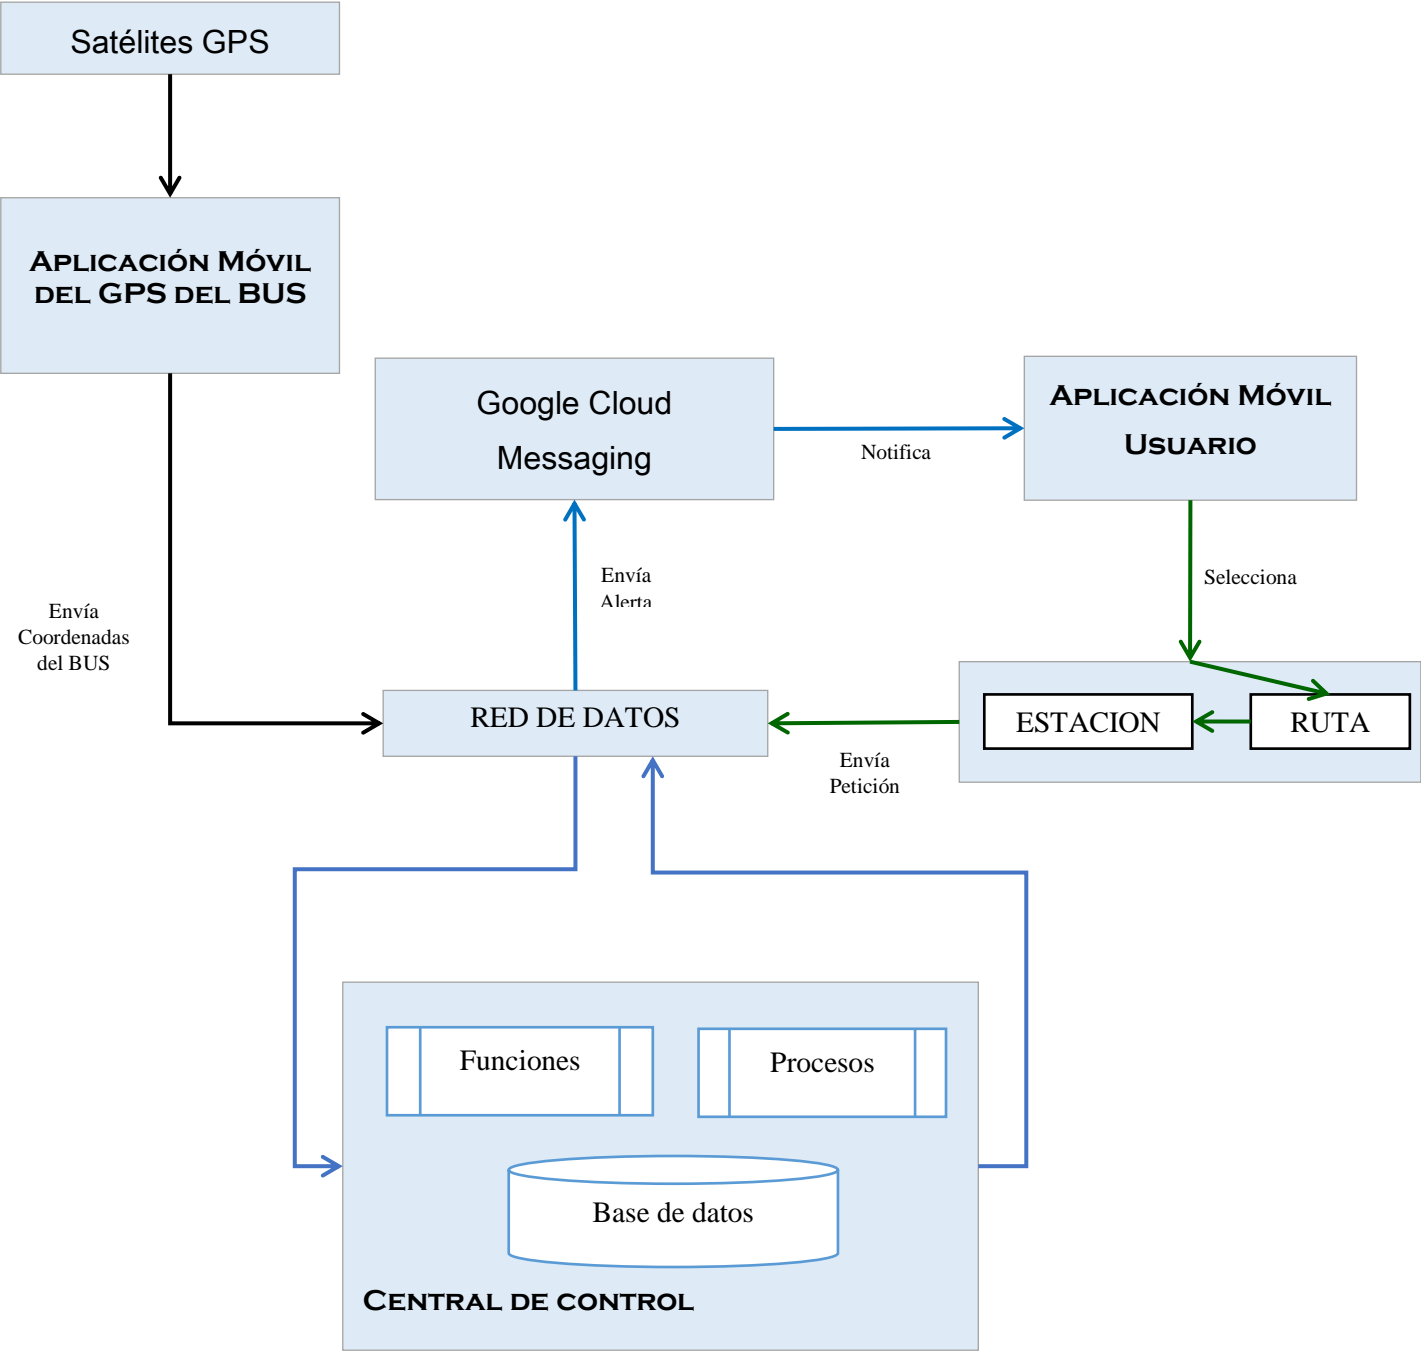 Satélites GPS
APLICACIÓN MÓVIL
DEL GPS DEL BUS
Google Cloud
Messaging
Notifica
APLICACIÓN MÓVIL
USUARIO
Envía
Alerta
Selecciona
Envía
Coordenadas
del BUS
RED DE DATOS
ESTACION
RUTA
Envía
Petición
Funciones
Procesos
Base de datos
CENTRAL DE CONTROL